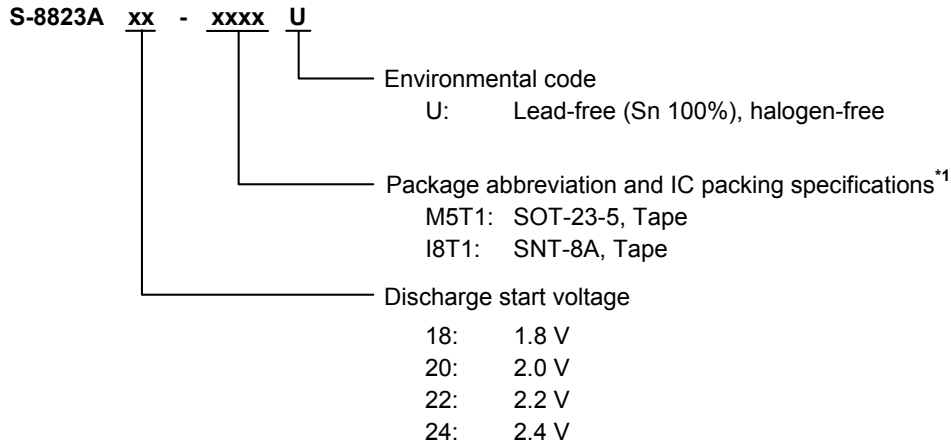 S-8823A xx - xxxx U
Environmental code
U: Lead-free (Sn 100%), halogen-free
Package abbreviation and IC packing specifications*1
M5T1: SOT-23-5, Tape
I8T1: SNT-8A, Tape
Discharge start voltage
18: 1.8 V
20: 2.0 V
22: 2.2 V
24: 2.4 V